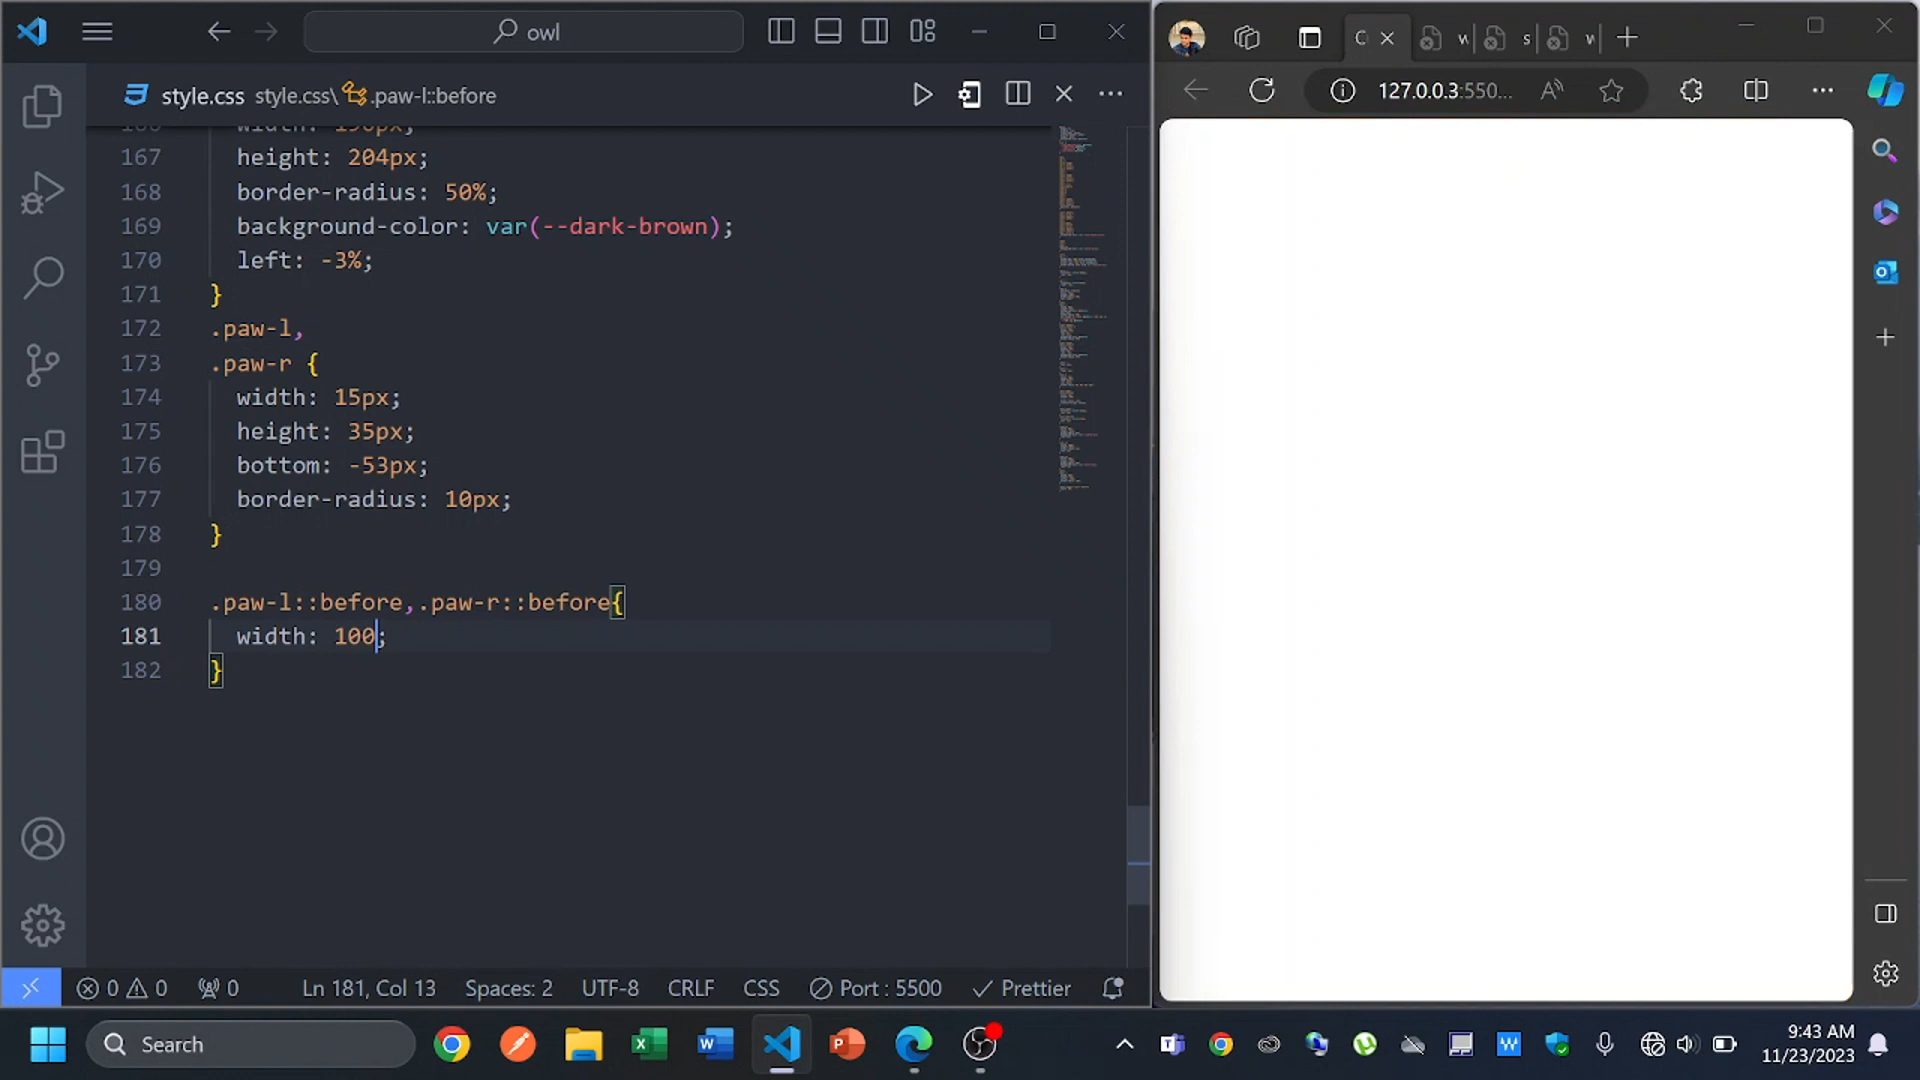 owl
style.css style.css\ .paw-l::before
166 width: 190px;
167 height: 204px;
168 border-radius: 50%;
169 background-color: var(--dark-brown);
170 left: -3%;
171 }
172 .paw-l,
173 .paw-r {
174 width: 15px;
175 height: 35px;
176 bottom: -53px;
177 border-radius: 10px;
178 }
179
180 .paw-l::before,.paw-r::before{
181 width: 100;
182 }
0 0 0 Ln 181, Col 13 Spaces: 2 UTF-8 CRLF CSS Port : 5500 Prettier
127.0.0.3:550...
Search
9:43 AM
11/23/2023